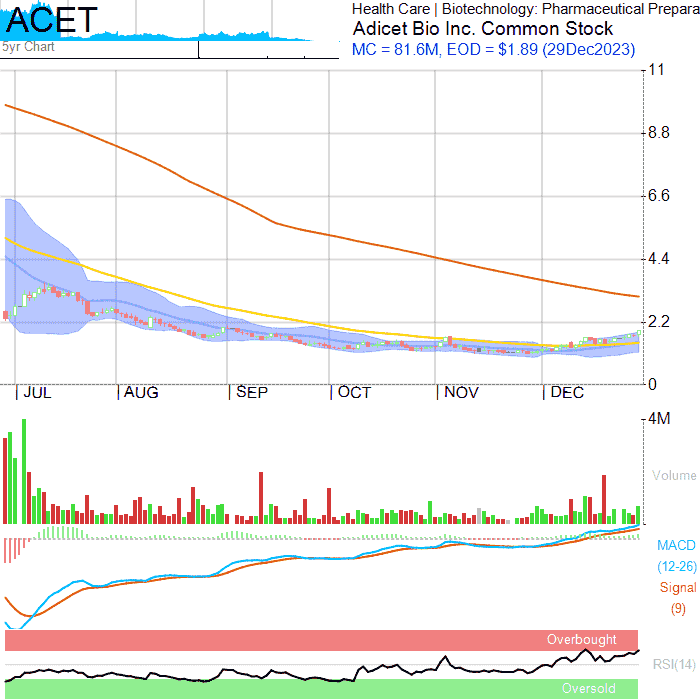 ACET
5yr Chart
Health Care | Biotechnology: Pharmaceutical Prepara
Adicet Bio Inc. Common Stock
MC = 81.6M, EOD = $1.89 (29Dec2023)
11
8.8
6.6
4.4
2.2
0
| JUL | AUG | SEP | OCT | NOV | DEC
4M
Volume
MACD
(12-26)
Signal
(9)
Overbought
RSI(14)
Oversold